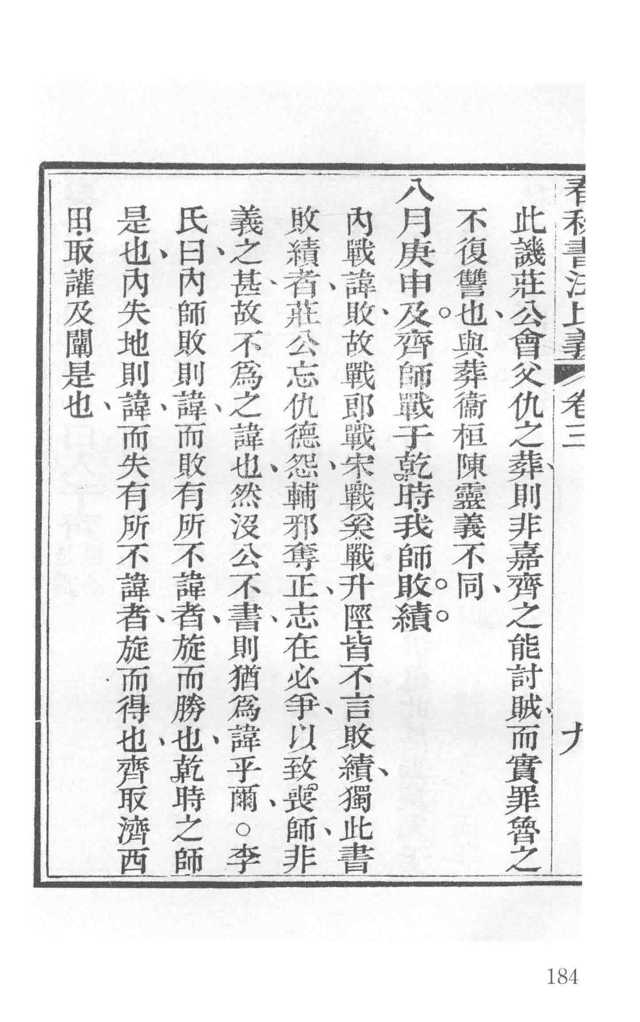 春秋書法比義 卷三 九
此譏莊公會父仇之葬、則非嘉齊之能討賊、而實罪魯之
不復讐也、與葬衞桓陳靈義不同、
八月庚申。及齊師戰于乾時。我師敗績。
內戰諱敗、故戰郎、戰宋、戰奚、戰升陘、皆不言敗績、獨此書
敗績者、莊公忘仇德怨、輔邪奪正、志在必爭、以致喪師、非
義之甚、故不爲之諱也、然沒公不書、則猶爲諱乎爾、○李
氏曰、內師敗則諱、而敗有所不諱者、旋而勝也、乾時之師
是也、內失地則諱、而失有所不諱者、旋而得也、齊取濟西
田、取讙及闡是也、
184